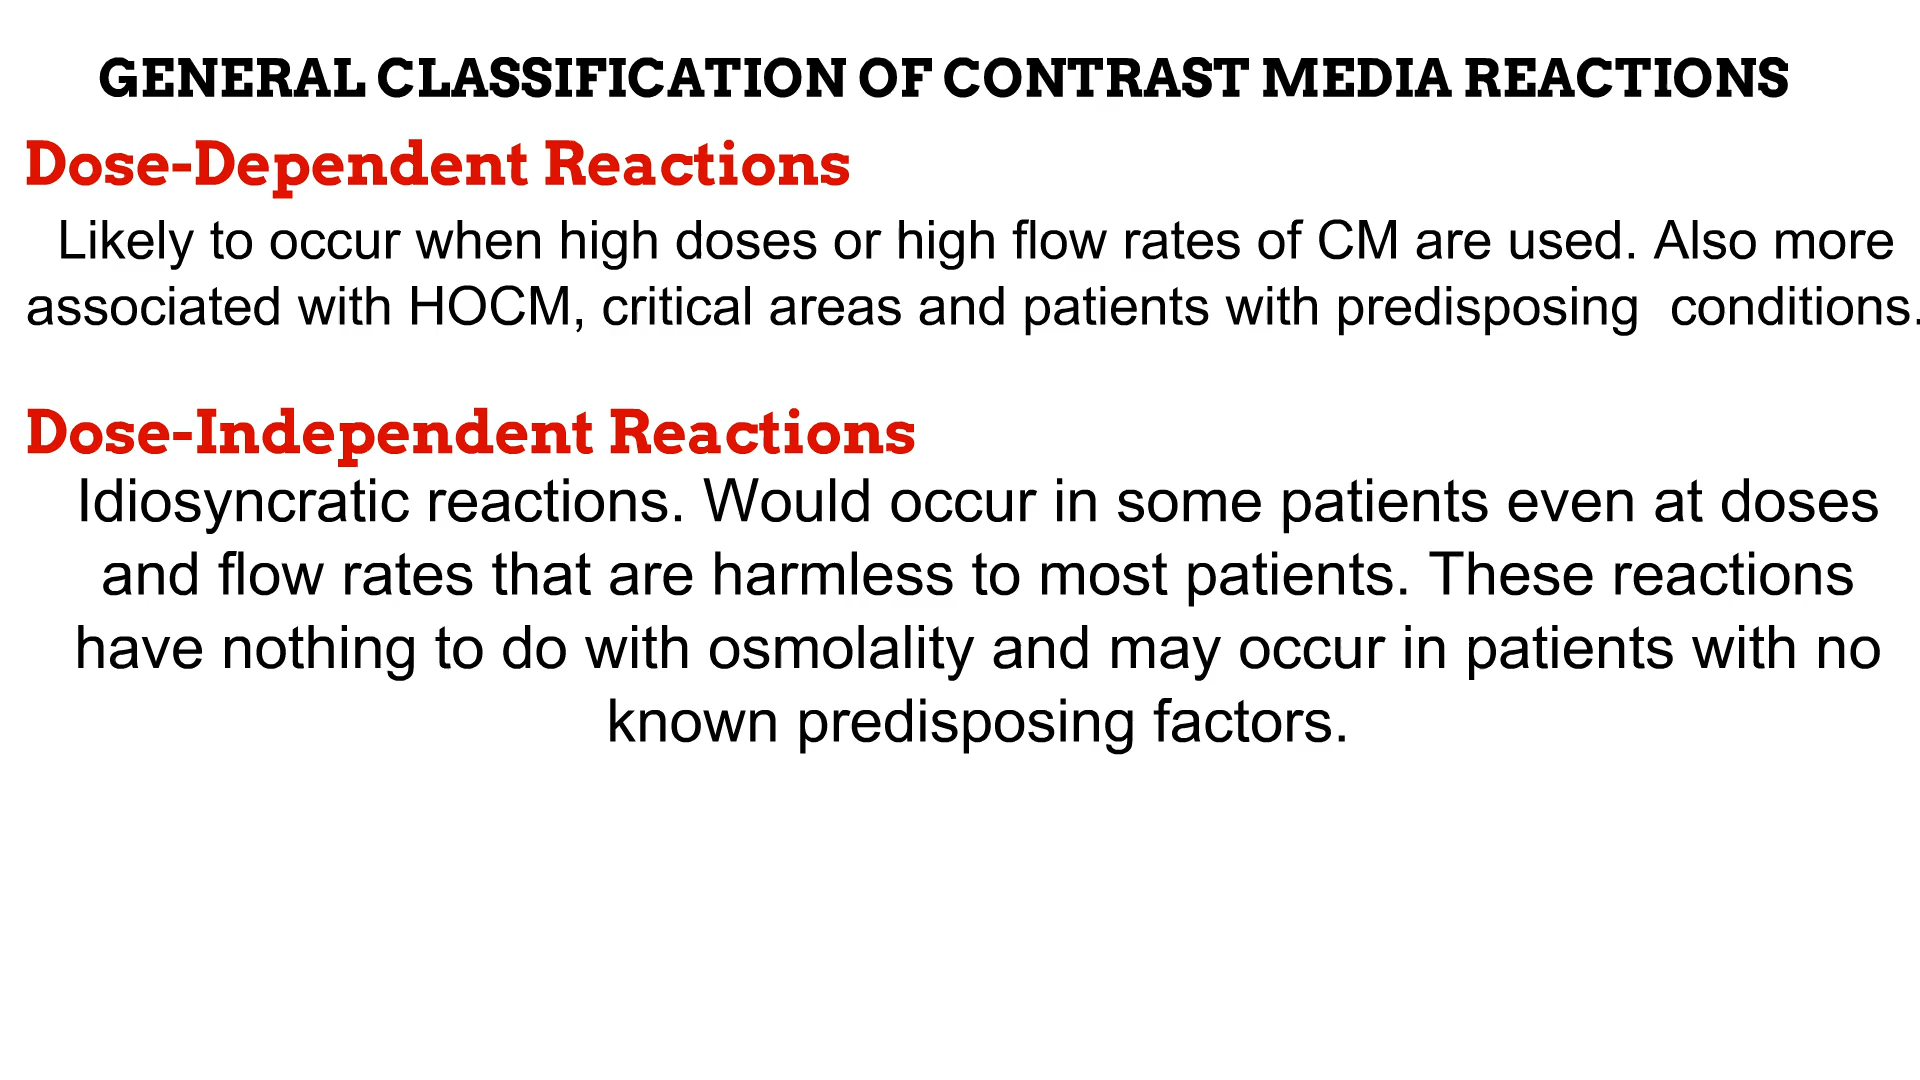 GENERAL CLASSIFICATION OF CONTRAST MEDIA REACTIONS
Dose-Dependent Reactions
Likely to occur when high doses or high flow rates of CM are used. Also more
associated with HOCM, critical areas and patients with predisposing  conditions.
Dose-Independent Reactions
Idiosyncratic reactions. Would occur in some patients even at doses
and flow rates that are harmless to most patients. These reactions
have nothing to do with osmolality and may occur in patients with no
known predisposing factors.